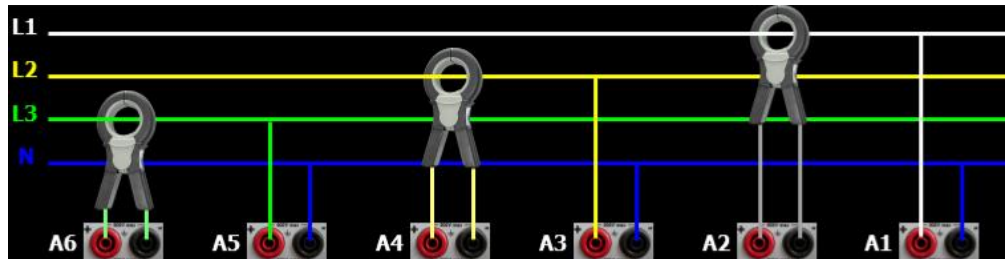 L1
L2
L3
N
A6 + - A5 + - A4 + - A3 + - A2 + - A1 + -